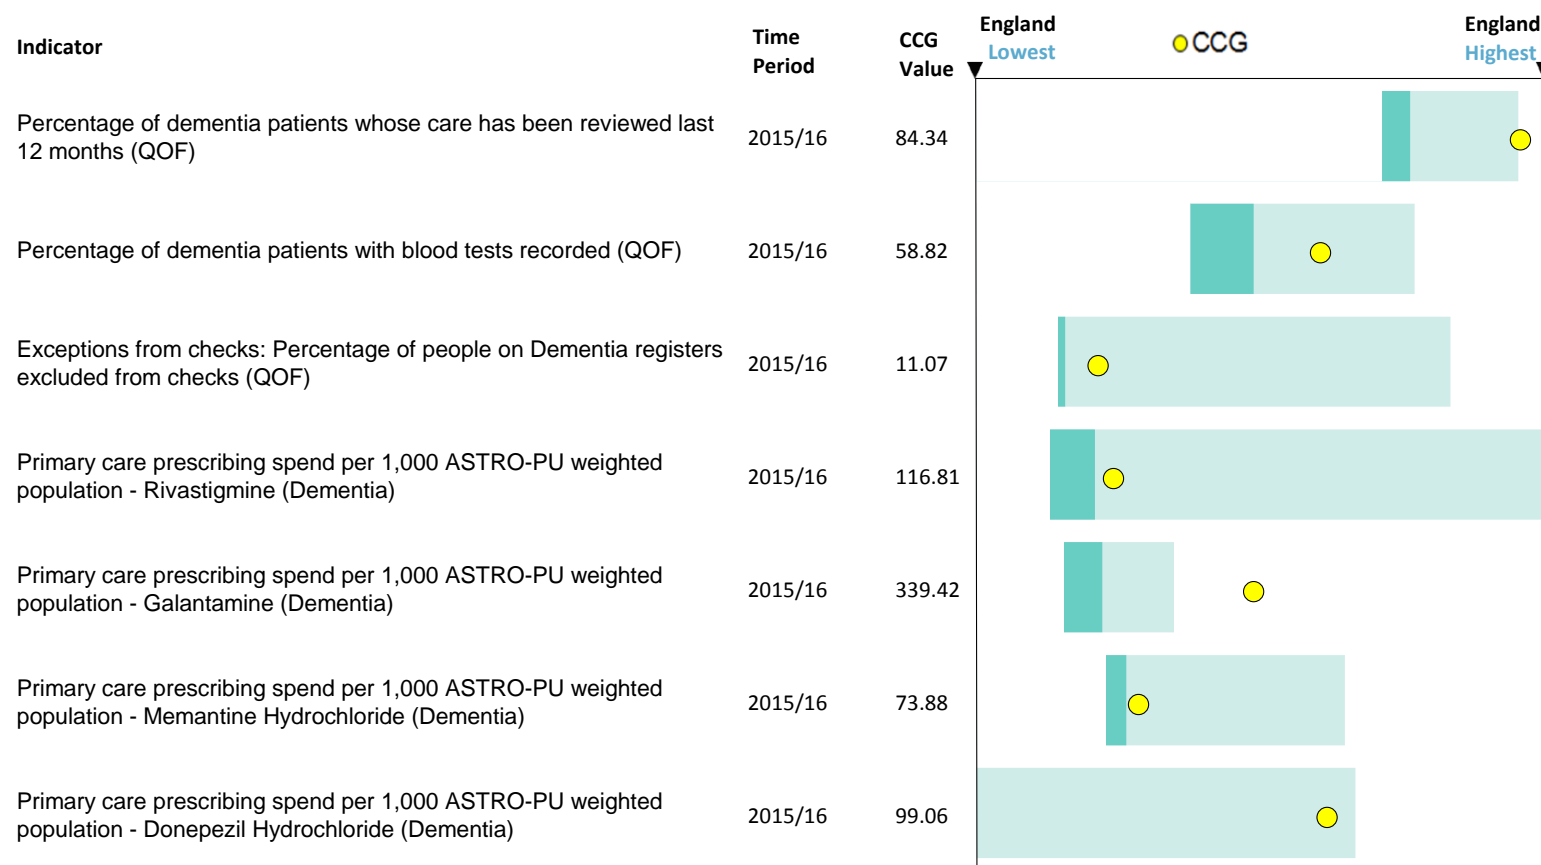 Indicator
Time
Period
CCG
Value
England
Lowest
CCG
England
Highest
Percentage of dementia patients whose care has been reviewed last
12 months (QOF)
2015/16
84.34
Percentage of dementia patients with blood tests recorded (QOF)
2015/16
58.82
Exceptions from checks: Percentage of people on Dementia registers
excluded from checks (QOF)
2015/16
11.07
Primary care prescribing spend per 1,000 ASTRO-PU weighted
population - Rivastigmine (Dementia)
2015/16
116.81
Primary care prescribing spend per 1,000 ASTRO-PU weighted
population - Galantamine (Dementia)
2015/16
339.42
Primary care prescribing spend per 1,000 ASTRO-PU weighted
population - Memantine Hydrochloride (Dementia)
2015/16
73.88
Primary care prescribing spend per 1,000 ASTRO-PU weighted
population - Donepezil Hydrochloride (Dementia)
2015/16
99.06